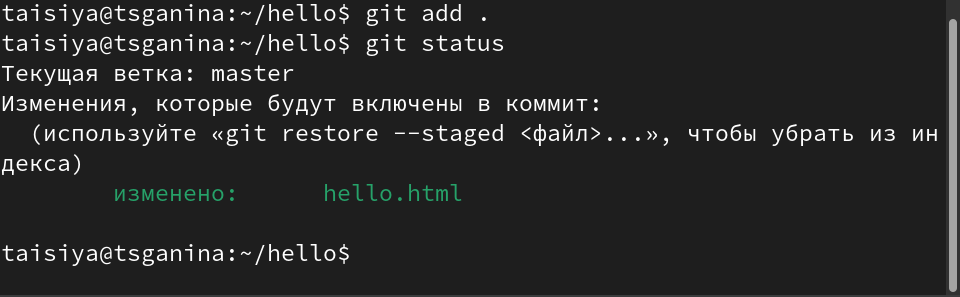 taisiya@tsganina:~/hello$ git add .
taisiya@tsganina:~/hello$ git status
Текущая ветка: master
Изменения, которые будут включены в коммит:
  (используйте «git restore --staged <файл>...», чтобы убрать из ин
декса)
        изменено:      hello.html

taisiya@tsganina:~/hello$